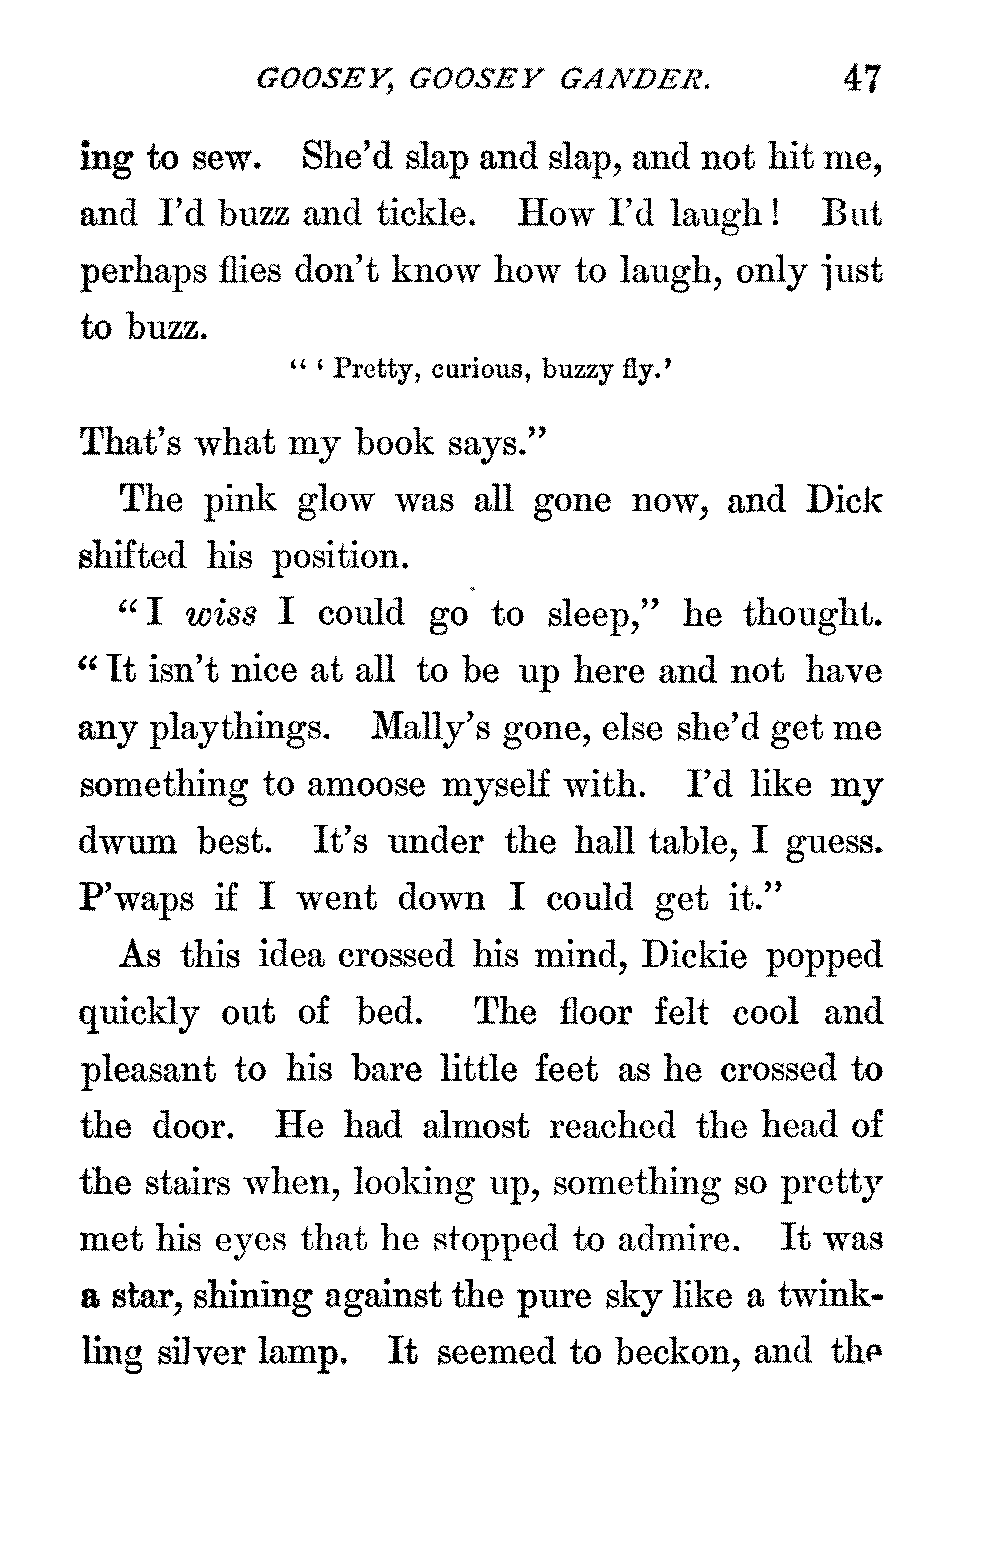 GOOSEY, GOOSEY GANDER. 47
ing to sew. She'd slap and slap, and not hit me,
and I'd buzz and tickle. How I'd laugh! But
perhaps flies don't know how to laugh, only just
to buzz.
" ' Pretty, curious, buzzy fly.'
That's what my book says."
The pink glow was all gone now, and Dick
shifted his position.
"I wiss I could go to sleep," he thought.
"It isn't nice at all to be up here and not have
any playthings. Mally's gone, else she'd get me
something to amoose myself with. I'd like my
dwum best. It's under the hall table, I guess.
P'waps if I went down I could get it."
As this idea crossed his mind, Dickie popped
quickly out of bed. The floor felt cool and
pleasant to his bare little feet as he crossed to
the door. He had almost reached the head of
the stairs when, looking up, something so pretty
met his eyes that he stopped to admire. It was
a star, shining against the pure sky like a twink-
ling silver lamp. It seemed to beckon, and the